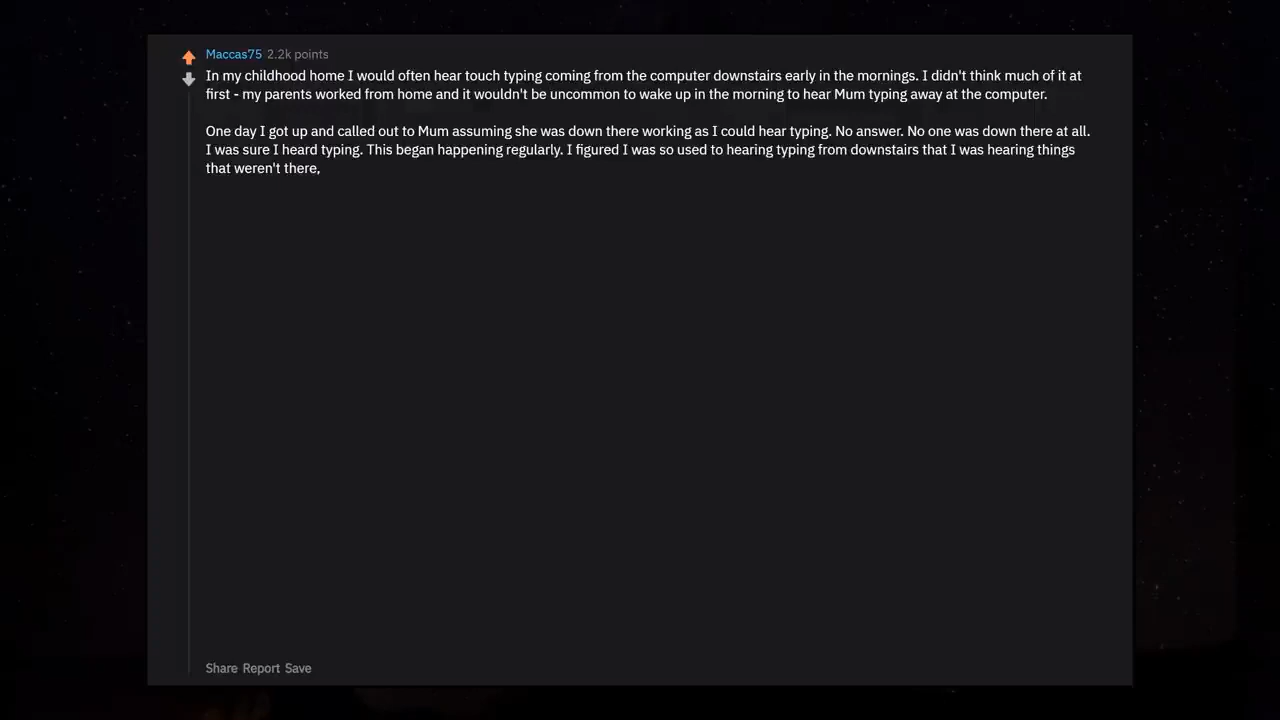 Maccas75 2.2k points
In my childhood home I would often hear touch typing coming from the computer downstairs early in the mornings. I didn't think much of it at
first - my parents worked from home and it wouldn't be uncommon to wake up in the morning to hear Mum typing away at the computer.
One day I got up and called out to Mum assuming she was down there working as I could hear typing. No answer. No one was down there at all.
I was sure I heard typing. This began happening regularly. I figured I was so used to hearing typing from downstairs that I was hearing things
that weren't there,
Share Report Save